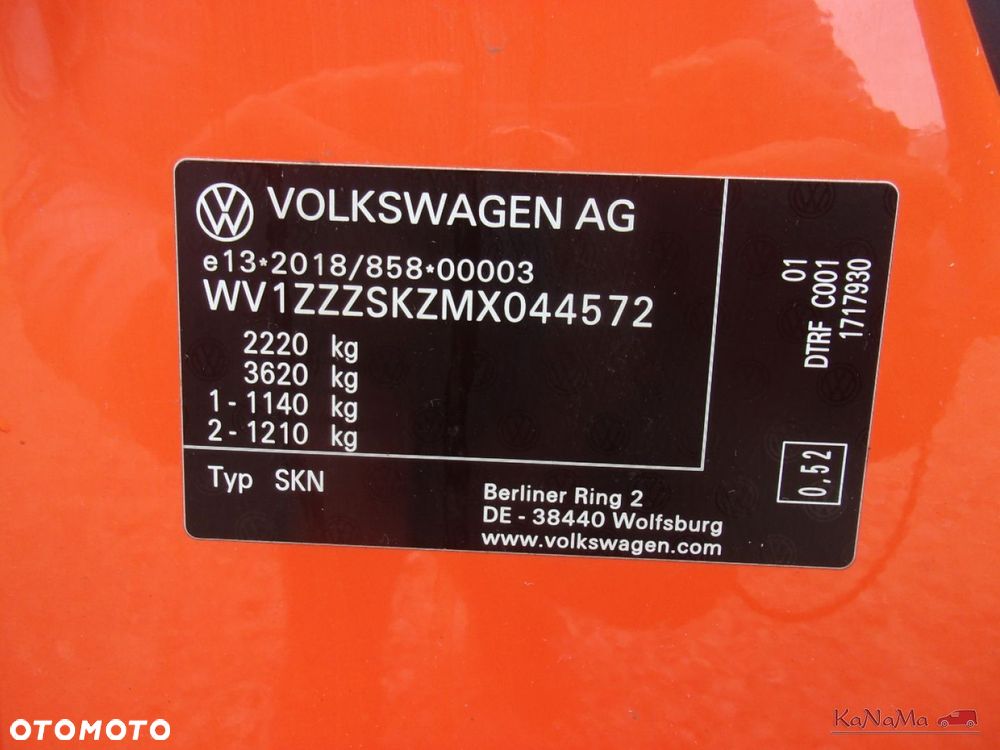 VOLKSWAGEN AG
e13*2018/858*00003
WV1ZZZSKZMX044572
2220 kg
3620 kg
1 - 1140 kg
2 - 1210 kg
Typ SKN
Berliner Ring 2
DE - 38440 Wolfsburg
www.volkswagen.com
01
DTRF C001
1717930
0,52
OTOMOTO
KaNaMa